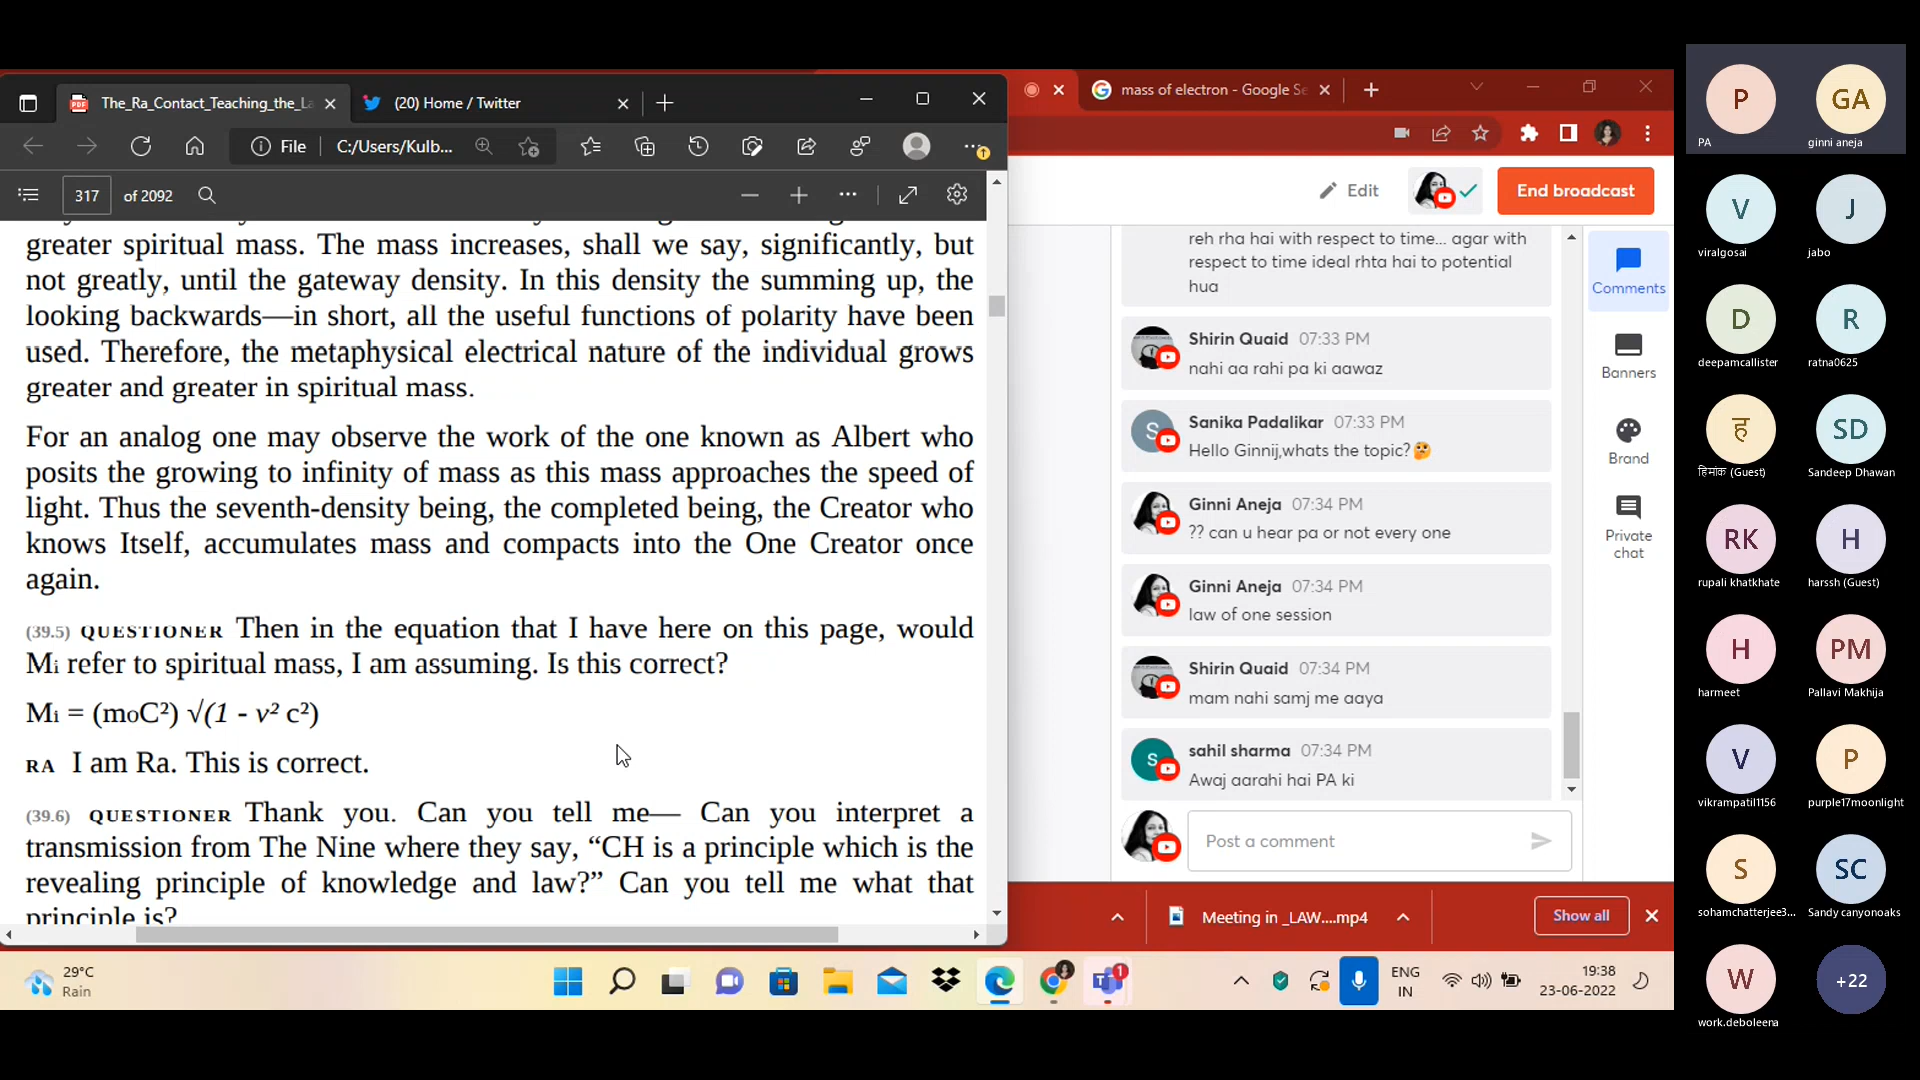 The_Ra_Contact_Teaching_the_La
(20) Home / Twitter
File
C:/Users/Kulb...
317
of 2092
greater spiritual mass. The mass increases, shall we say, significantly, but
not greatly, until the gateway density. In this density the summing up, the
looking backwards—in short, all the useful functions of polarity have been
used. Therefore, the metaphysical electrical nature of the individual grows
greater and greater in spiritual mass.
For an analog one may observe the work of the one known as Albert who
posits the growing to infinity of mass as this mass approaches the speed of
light. Thus the seventh-density being, the completed being, the Creator who
knows Itself, accumulates mass and compacts into the One Creator once
again.
(39.5) QUESTIONER Then in the equation that I have here on this page, would
Mi refer to spiritual mass, I am assuming. Is this correct?
Mi = (m₀C²) √(1 - v² c²)
RA I am Ra. This is correct.
(39.6) QUESTIONER Thank you. Can you tell me— Can you interpret a
transmission from The Nine where they say, “CH is a principle which is the
revealing principle of knowledge and law?” Can you tell me what that
principle is?
mass of electron - Google Se
Edit
End broadcast
reh rha hai with respect to time... agar with
respect to time ideal rhta hai to potential
hua
Shirin Quaid 07:33 PM
nahi aa rahi pa ki aawaz
S
Sanika Padalikar 07:33 PM
Hello Ginnij,whats the topic?🤔
Ginni Aneja 07:34 PM
?? can u hear pa or not every one
Ginni Aneja 07:34 PM
law of one session
Shirin Quaid 07:34 PM
mam nahi samj me aaya
S
sahil sharma 07:34 PM
Awaj aarahi hai PA ki
Post a comment
Comments
Banners
Brand
Private
chat
Meeting in _LAW....mp4
Show all
29°C
Rain
1
ENG
IN
19:38
23-06-2022
P
PA
GA
ginni aneja
V
viralgosai
J
jabo
D
deepamcallister
R
ratna0625
ह
हिमांक (Guest)
SD
Sandeep Dhawan
RK
rupali khatkhate
H
harssh (Guest)
H
harmeet
PM
Pallavi Makhija
V
vikrampatil1156
P
purple17moonlight
S
sohamchatterjee3...
SC
Sandy canyonoaks
W
work.deboleena
+22